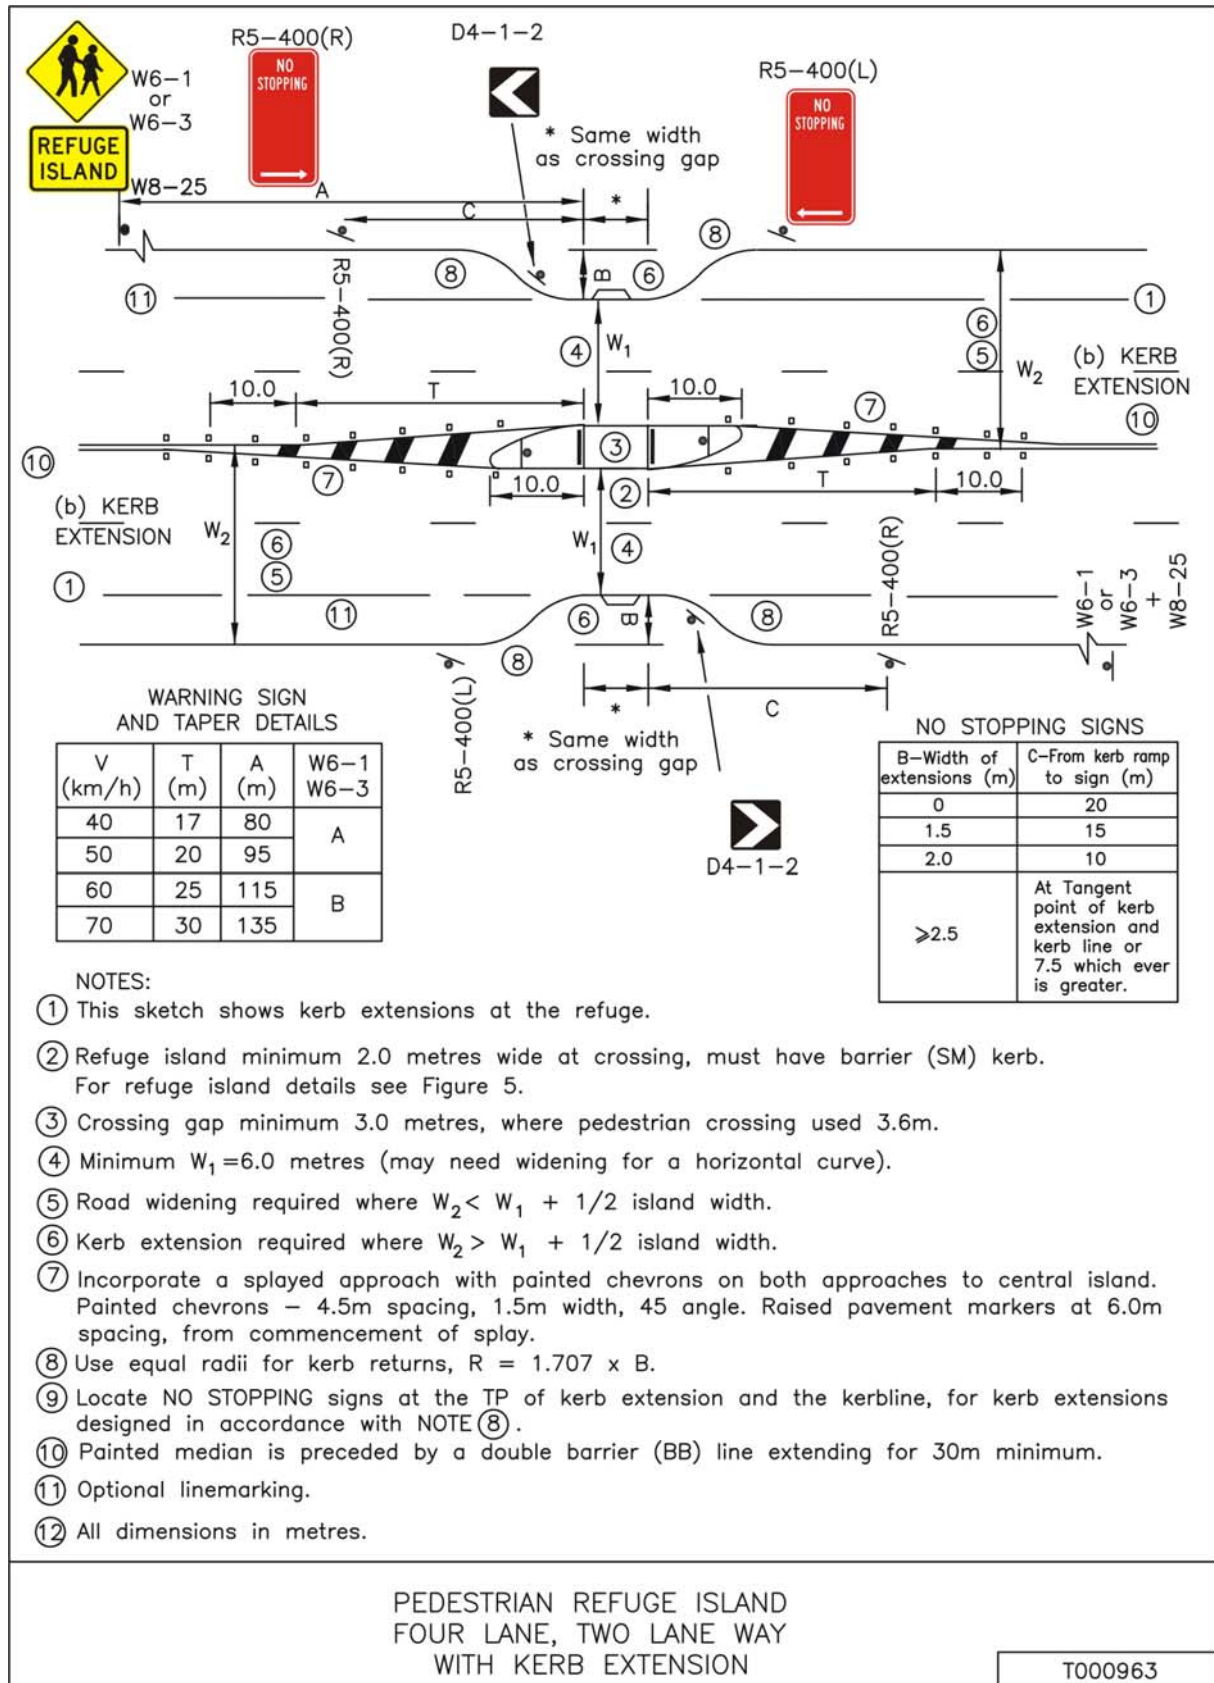 R5-400(R)
D4-1-2
R5-400(L)
W6-1
or
W6-3
REFUGE
ISLAND
W8-25
NO
STOPPING
NO
STOPPING
* Same width
as crossing gap
A
C
*
8
8
B
6
11
1
R5-400(R)
4
W1
6
5
W2
(b) KERB
EXTENSION
10.0
T
10.0
7
10
3
10
7
10.0
2
T
10.0
(b) KERB
EXTENSION
W2
6
5
W1
4
R5-400(R)
1
11
6
B
8
8
W6-1
or
W6-3
+
W8-25
R5-400(L)
*
C
* Same width
as crossing gap
D4-1-2
WARNING SIGN
AND TAPER DETAILS
V
(km/h)
T
(m)
A
(m)
W6-1
W6-3
40 17 80 A
50 20 95
60 25 115 B
70 30 135
NO STOPPING SIGNS
B-Width of
extensions (m)
C-From kerb ramp
to sign (m)
0 20
1.5 15
2.0 10
⩾2.5
At Tangent
point of kerb
extension and
kerb line or
7.5 which ever
is greater.
NOTES:
1 This sketch shows kerb extensions at the refuge.
2 Refuge island minimum 2.0 metres wide at crossing, must have barrier (SM) kerb.
For refuge island details see Figure 5.
3 Crossing gap minimum 3.0 metres, where pedestrian crossing used 3.6m.
4 Minimum W1 =6.0 metres (may need widening for a horizontal curve).
5 Road widening required where W2 < W1 + 1/2 island width.
6 Kerb extension required where W2 > W1 + 1/2 island width.
7 Incorporate a splayed approach with painted chevrons on both approaches to central island.
Painted chevrons – 4.5m spacing, 1.5m width, 45 angle. Raised pavement markers at 6.0m
spacing, from commencement of splay.
8 Use equal radii for kerb returns, R = 1.707 x B.
9 Locate NO STOPPING signs at the TP of kerb extension and the kerbline, for kerb extensions
designed in accordance with NOTE 8 .
10 Painted median is preceded by a double barrier (BB) line extending for 30m minimum.
11 Optional linemarking.
12 All dimensions in metres.
PEDESTRIAN REFUGE ISLAND
FOUR LANE, TWO LANE WAY
WITH KERB EXTENSION
T000963